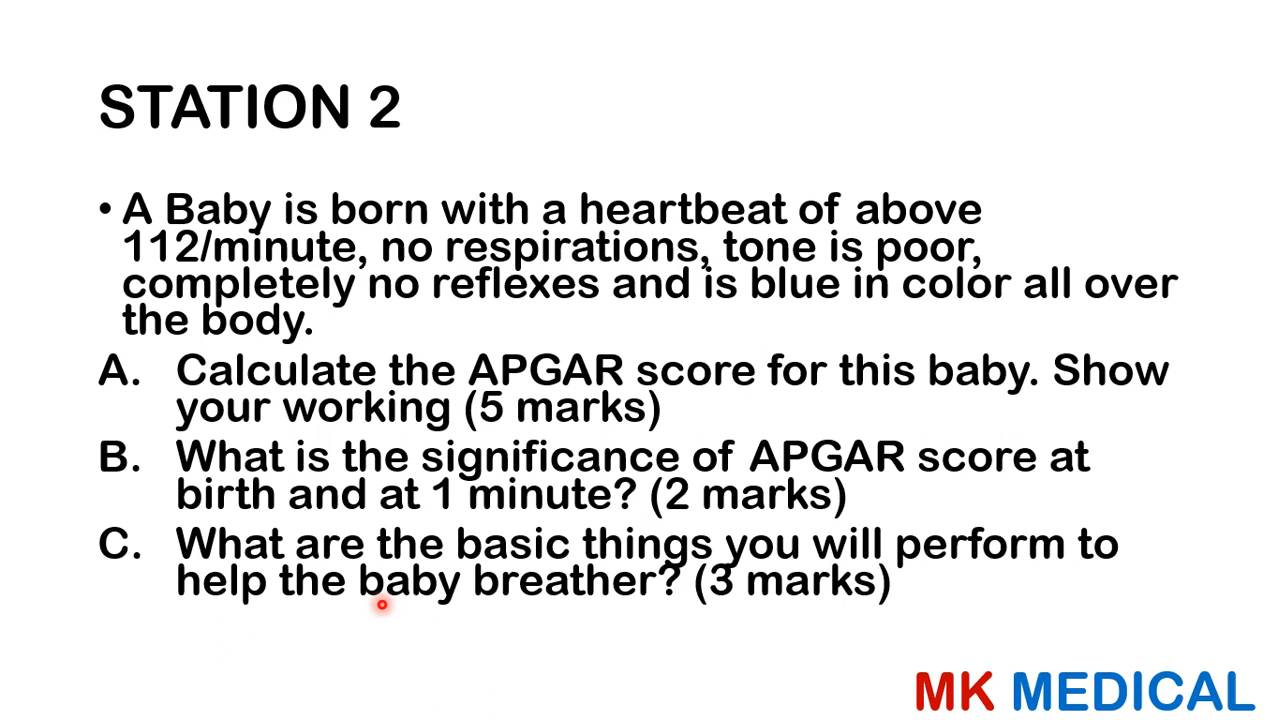 STATION 2
• A Baby is born with a heartbeat of above
112/minute, no respirations, tone is poor,
completely no reflexes and is blue in color all over
the body.
A. Calculate the APGAR score for this baby. Show
your working (5 marks)
B. What is the significance of APGAR score at
birth and at 1 minute? (2 marks)
C. What are the basic things you will perform to
help the baby breather? (3 marks)
MK MEDICAL